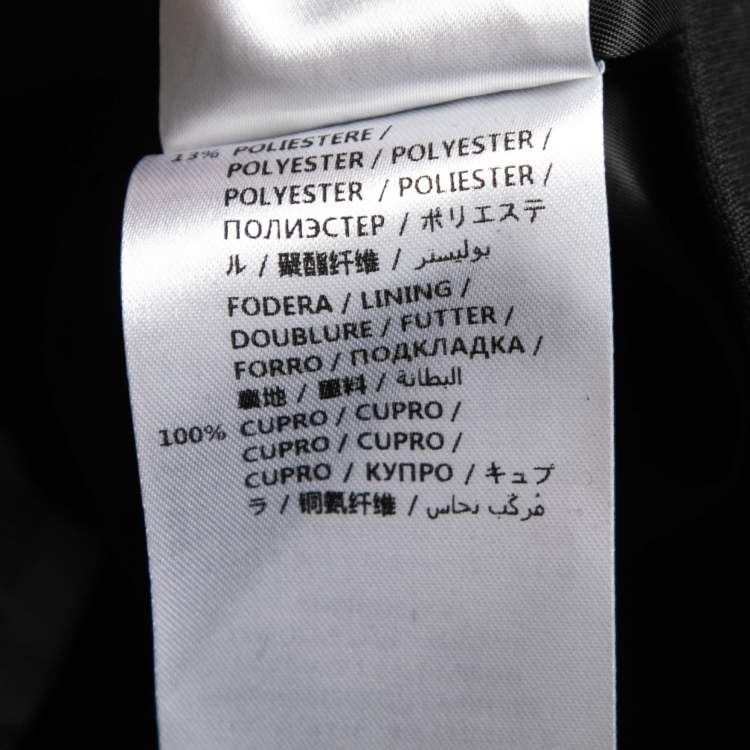 13% POLIESTERE /
POLYESTER / POLYESTER /
POLYESTER / POLIESTER /
ПОЛИЭСТЕР / ポリエステ
ル / 聚酯纤维 / بوليستر
FODERA / LINING /
DOUBLURE / FUTTER /
FORRO / ПОДКЛАДКА /
裏地 / 里料 / البطانة
100% CUPRO / CUPRO /
CUPRO / CUPRO /
CUPRO / КУПРО / キュプ
ラ / 铜氨纤维 / مُركّب نحاس